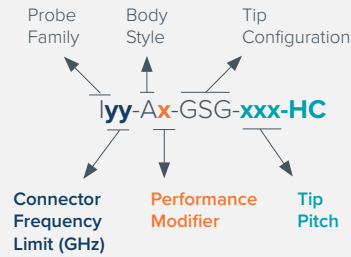 Probe Family
Body Style
Tip Configuration
Iyy-Ax-GSG-xxx-HC
Connector Frequency Limit (GHz)
Performance Modifier
Tip Pitch